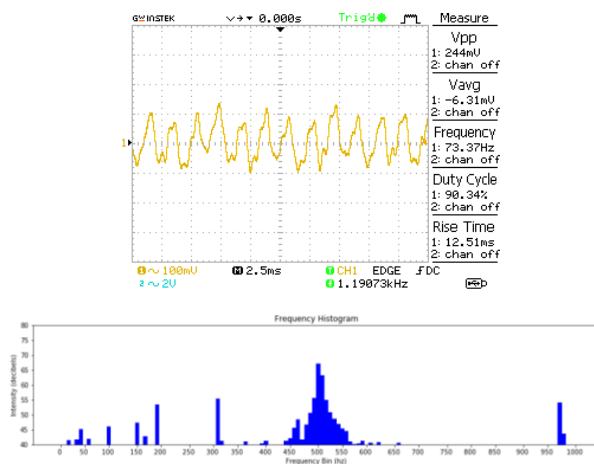 GWINSTEK 0.000s Trig'd Measure
Vpp
1: 244mV
2: chan off
Vavg
1: -6.31mV
2: chan off
Frequency
1: 73.37Hz
2: chan off
Duty Cycle
1: 90.34%
2: chan off
Rise Time
1: 12.51ms
2: chan off
1
1 ~ 100mV M 2.5ms T CH1 EDGE DC
2 ~ 2V 1.19073kHz
Frequency Histogram
Intensity (decibels)
80
75
70
65
60
55
50
45
40
0 50 100 150 200 250 300 350 400 450 500 550 600 650 700 750 800 850 900 950 1000
Frequency Bin (hz)